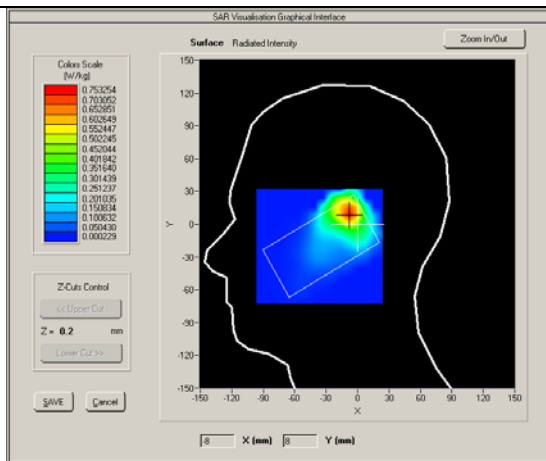 SAR Visualisation Graphical Interface
Surface Radiated Intensity
Zoom In/Out
Colors Scale
(W/kg)
0.753254
0.703052
0.652851
0.602649
0.552447
0.502245
0.452044
0.401842
0.351640
0.301439
0.251237
0.201035
0.150834
0.100632
0.050430
0.000229
Z-Cuts Control
<< Upper Cut
Z = 0.2 mm
Lower Cut >>
SAVE Cancel
150-
120-
90-
60-
30-
0-
-30-
-60-
-90-
-120-
-150-
Y
-150 -120 -90 -60 -30 0 30 60 90 120 150
X
-8 X (mm) 8 Y (mm)